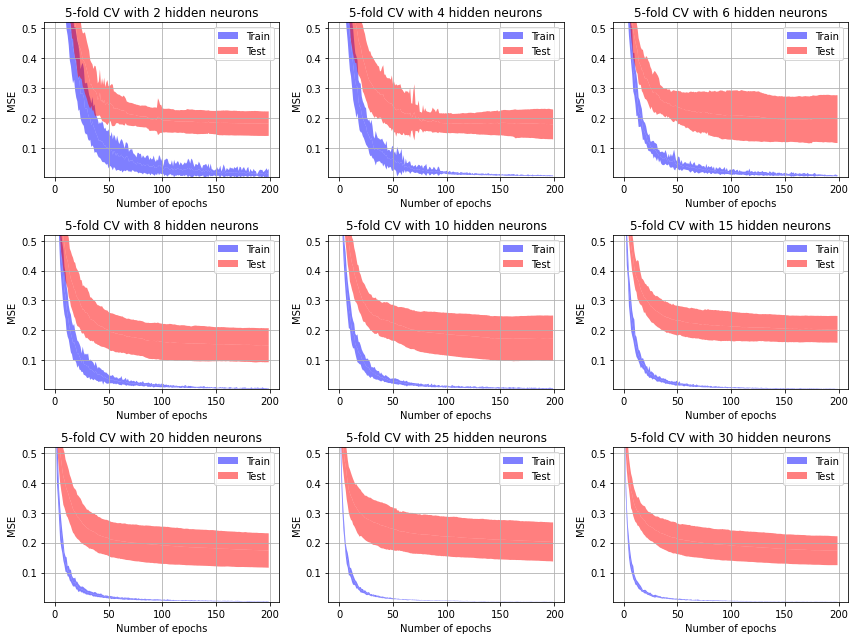 5-fold CV with 2 hidden neurons
0.5
0.4
0.3
0.2
0.1
MSE
Train
Test
0 50 100 150 200
Number of epochs
5-fold CV with 4 hidden neurons
0.5
0.4
0.3
0.2
0.1
MSE
Train
Test
0 50 100 150 200
Number of epochs
5-fold CV with 6 hidden neurons
0.5
0.4
0.3
0.2
0.1
MSE
Train
Test
0 50 100 150 200
Number of epochs
5-fold CV with 8 hidden neurons
0.5
0.4
0.3
0.2
0.1
MSE
Train
Test
0 50 100 150 200
Number of epochs
5-fold CV with 10 hidden neurons
0.5
0.4
0.3
0.2
0.1
MSE
Train
Test
0 50 100 150 200
Number of epochs
5-fold CV with 15 hidden neurons
0.5
0.4
0.3
0.2
0.1
MSE
Train
Test
0 50 100 150 200
Number of epochs
5-fold CV with 20 hidden neurons
0.5
0.4
0.3
0.2
0.1
MSE
Train
Test
0 50 100 150 200
Number of epochs
5-fold CV with 25 hidden neurons
0.5
0.4
0.3
0.2
0.1
MSE
Train
Test
0 50 100 150 200
Number of epochs
5-fold CV with 30 hidden neurons
0.5
0.4
0.3
0.2
0.1
MSE
Train
Test
0 50 100 150 200
Number of epochs